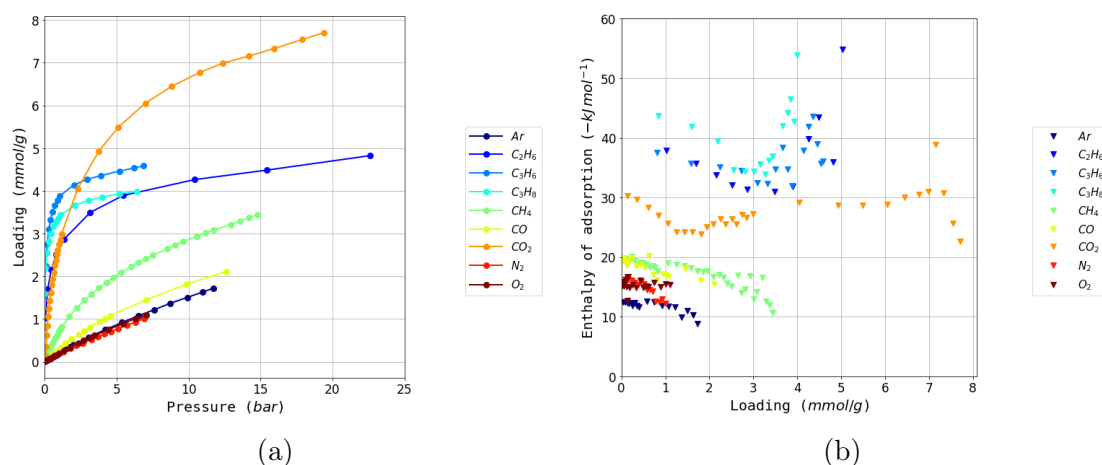 8
7
6
5
4
3
2
1
0
Loading (mmol/g)
0 5 10 15 20 25
Pressure (bar)
Ar
C₂H₆
C₃H₆
C₃H₈
CH₄
CO
CO₂
N₂
O₂
(a)
60
50
40
30
20
10
0
Enthalpy of adsorption (−kJ mol⁻¹)
0 1 2 3 4 5 6 7 8
Loading (mmol/g)
Ar
C₂H₆
C₃H₆
C₃H₈
CH₄
CO
CO₂
N₂
O₂
(b)